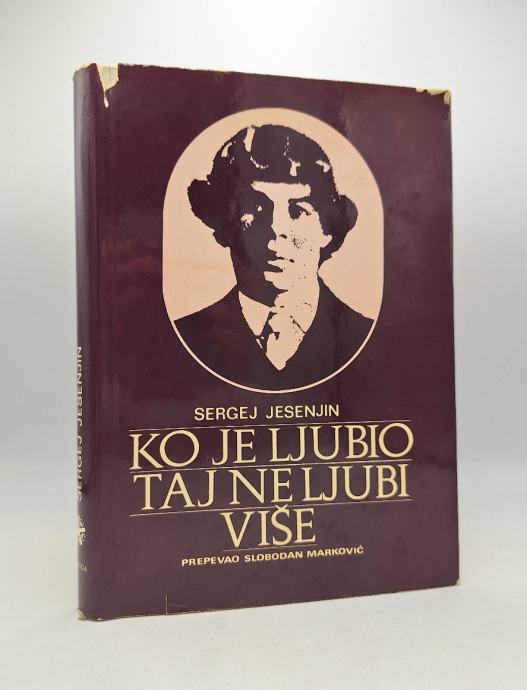 SERGEJ JESENJIN
KO JE LJUBIO
TAJ NE LJUBI
VIŠE
PREPEVAO SLOBODAN MARKOVIĆ
SERGEJ JESENJIN